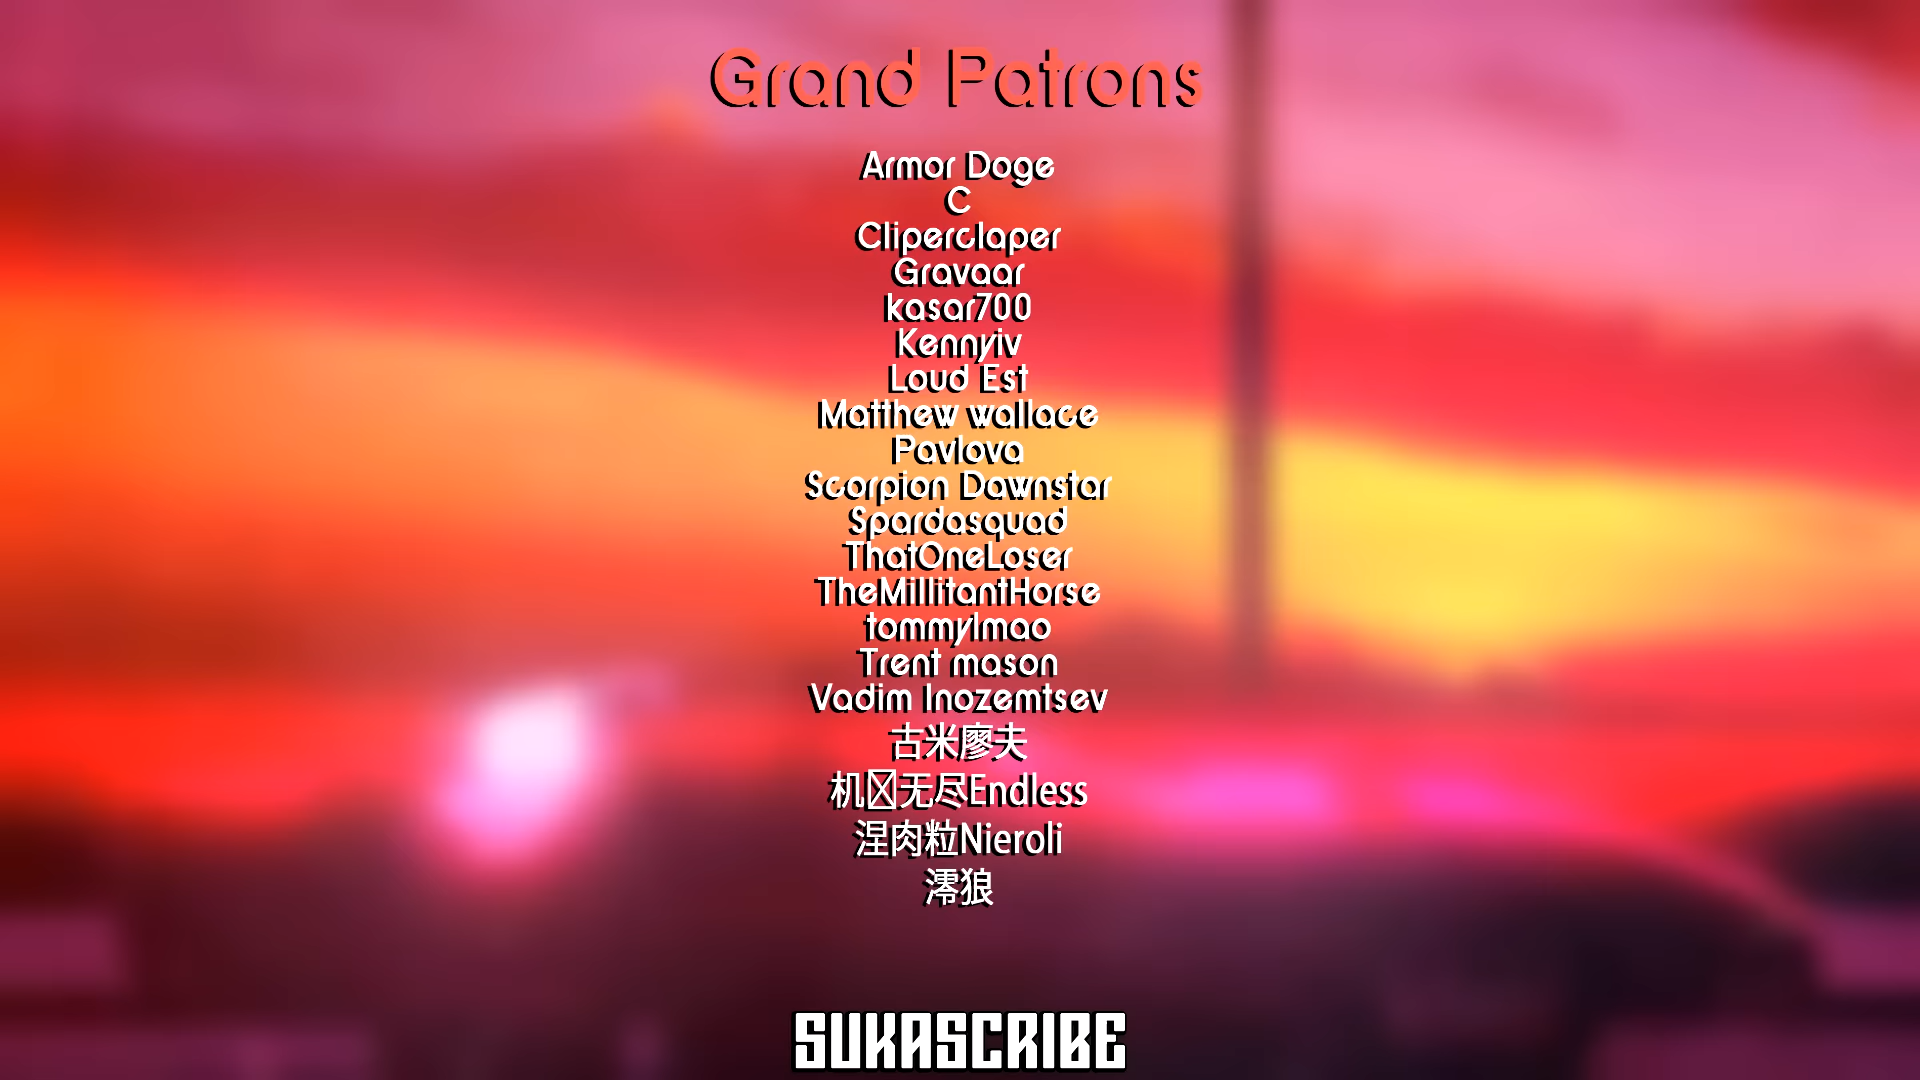 Grand Patrons
Armor Doge
C
Cliperclaper
Gravaar
kasar700
Kennyiv
Loud Est
Matthew wallace
Pavlova
Scorpion Dawnstar
Spardasquad
ThatOneLoser
TheMillitantHorse
tommylmao
Trent mason
Vadim Inozemtsev
古米廖夫
机无尽Endless
涅肉粒Nieroli
澪狼
SUKASCRIBE